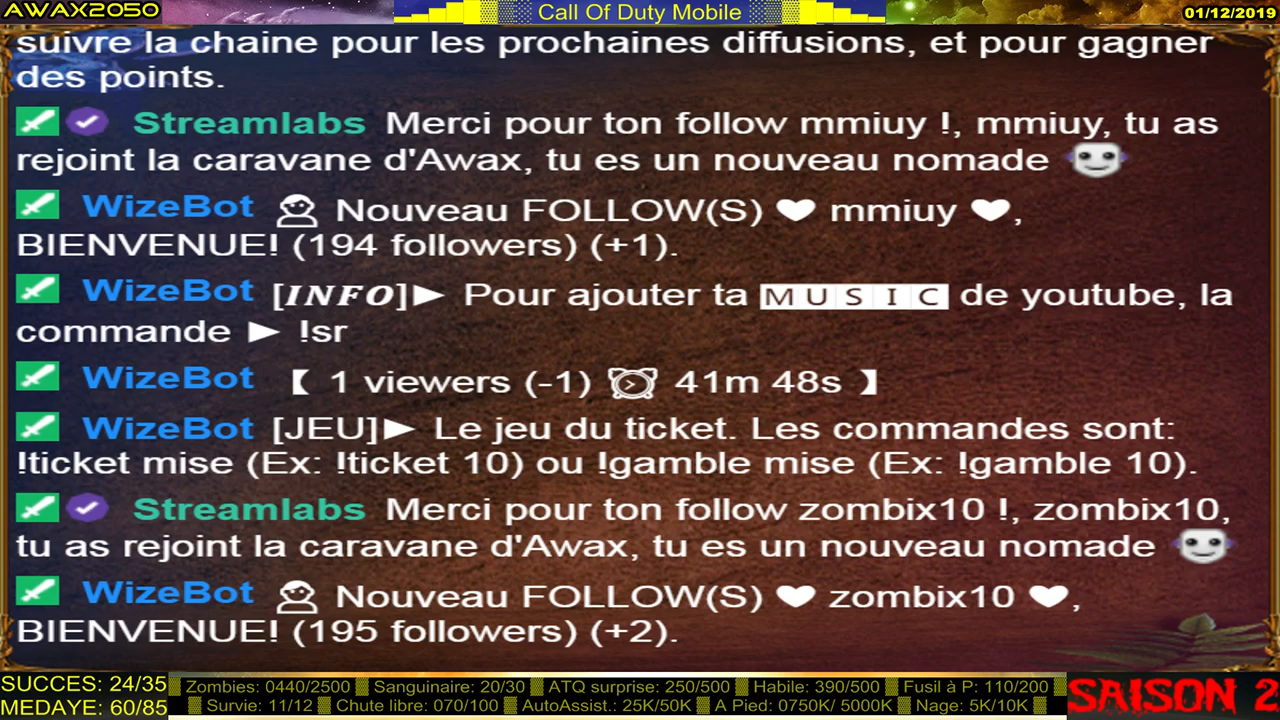 AWAX2050
Call Of Duty Mobile
01/12/2019
suivre la chaine pour les prochaines diffusions, et pour gagner
des points.
Streamlabs Merci pour ton follow mmiuy !, mmiuy, tu as
rejoint la caravane d'Awax, tu es un nouveau nomade
WizeBot Nouveau FOLLOW(S) ♥ mmiuy ♥,
BIENVENUE! (194 followers) (+1).
WizeBot [INFO]► Pour ajouter ta MUSIC de youtube, la
commande ► !sr
WizeBot 【 1 viewers (-1) ⏰ 41m 48s 】
WizeBot [JEU]► Le jeu du ticket. Les commandes sont:
!ticket mise (Ex: !ticket 10) ou !gamble mise (Ex: !gamble 10).
Streamlabs Merci pour ton follow zombix10 !, zombix10,
tu as rejoint la caravane d'Awax, tu es un nouveau nomade
WizeBot Nouveau FOLLOW(S) ♥ zombix10 ♥,
BIENVENUE! (195 followers) (+2).
SUCCES: 24/35 Zombies: 0440/2500 Sanguinaire: 20/30 ATQ surprise: 250/500 Habile: 390/500 Fusil à P: 110/200
MEDAYE: 60/85 Survie: 11/12 Chute libre: 070/100 AutoAssist.: 25K/50K A Pied: 0750K/ 5000K Nage: 5K/10K
SAISON 2